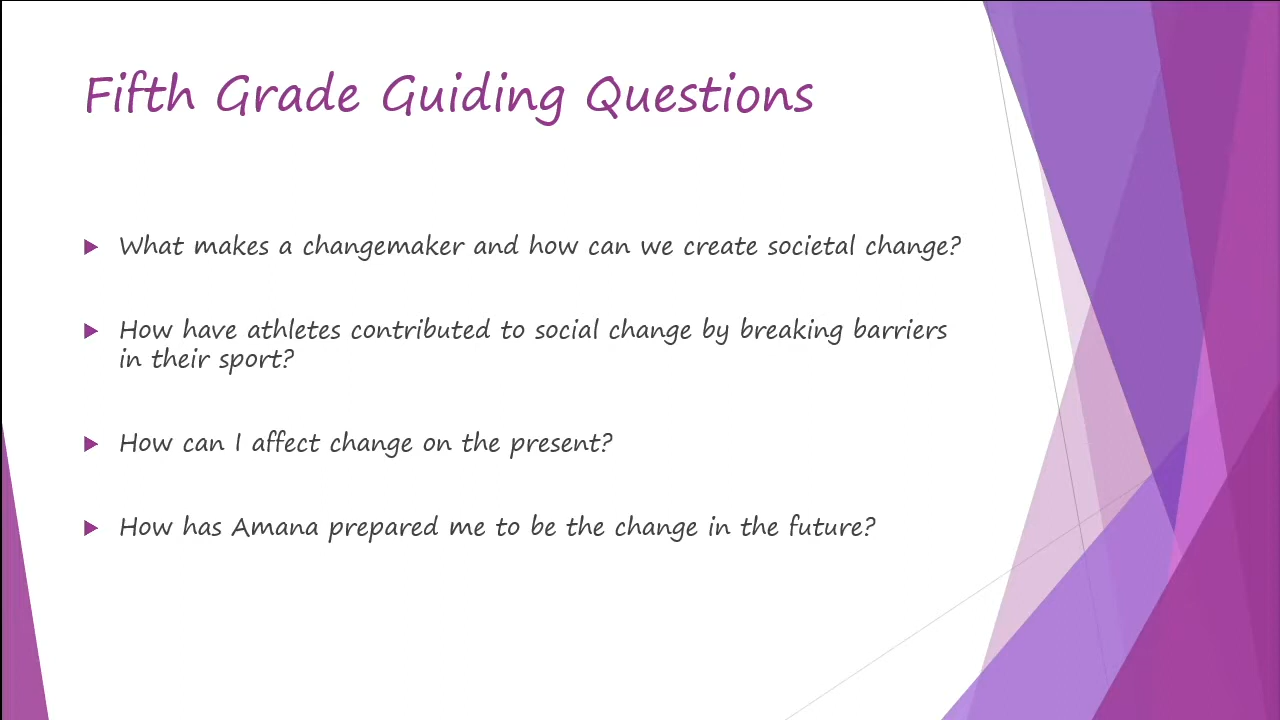 Fifth Grade Guiding Questions
What makes a changemaker and how can we create societal change?
How have athletes contributed to social change by breaking barriers
in their sport?
How can I affect change on the present?
How has Amana prepared me to be the change in the future?